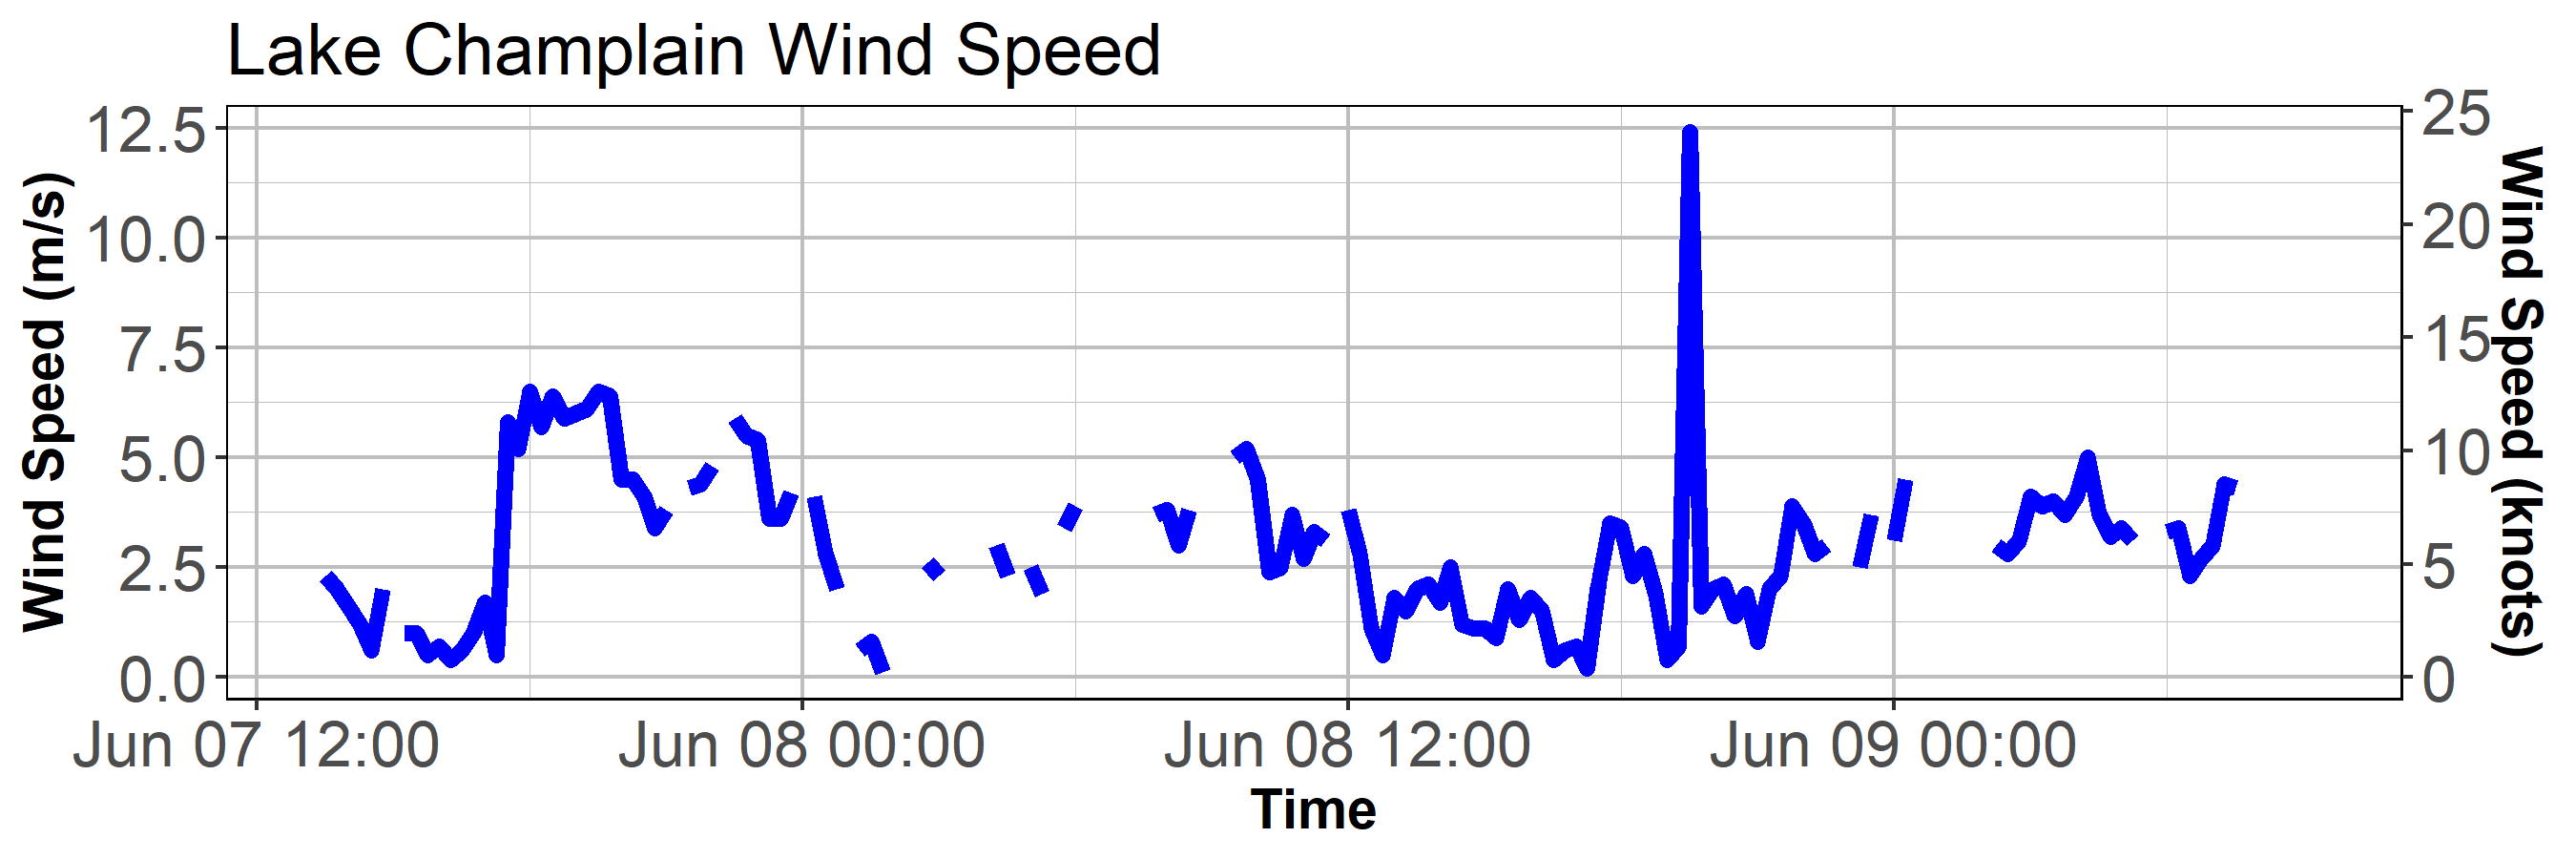 Lake Champlain Wind Speed
Wind Speed (m/s)
12.5
10.0
7.5
5.0
2.5
0.0
25
20
15
10
5
0
Wind Speed (knots)
Jun 07 12:00 Jun 08 00:00 Jun 08 12:00 Jun 09 00:00
Time